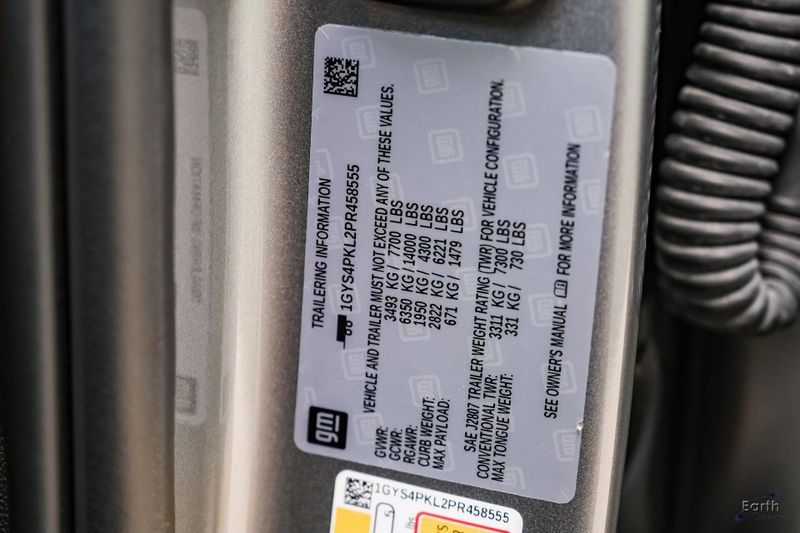 TRAILERING INFORMATION
1GYS4PKL2PR458555
VEHICLE AND TRAILER MUST NOT EXCEED ANY OF THESE VALUES.
GVWR: 3493 KG / 7700 LBS
GCWR: 6350 KG / 14000 LBS
RGAWR: 1950 KG / 4300 LBS
CURB WEIGHT: 2822 KG / 6221 LBS
MAX PAYLOAD: 671 KG / 1479 LBS
SAE J2807 TRAILER WEIGHT RATING (TWR) FOR VEHICLE CONFIGURATION.
CONVENTIONAL TWR: 3311 KG / 7300 LBS
MAX TONGUE WEIGHT: 331 KG / 730 LBS
SEE OWNER'S MANUAL FOR MORE INFORMATION
gm
1GYS4PKL2PR458555
5
lbs
Earth